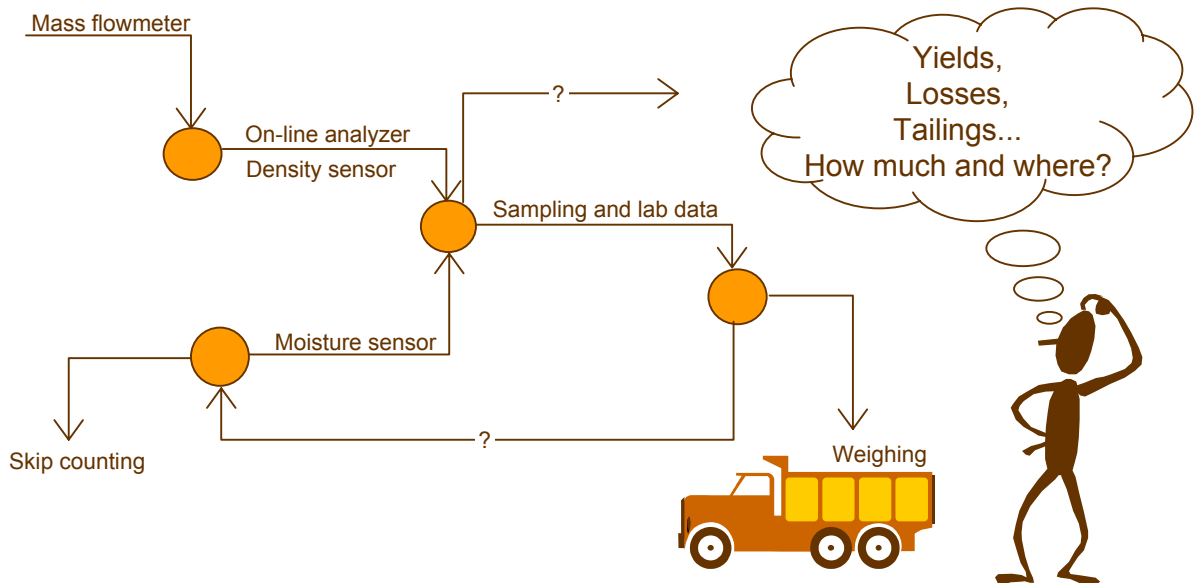 Mass flowmeter
Yields,
Losses,
Tailings...
How much and where?
?
On-line analyzer
Density sensor
Sampling and lab data
Moisture sensor
?
Skip counting
Weighing